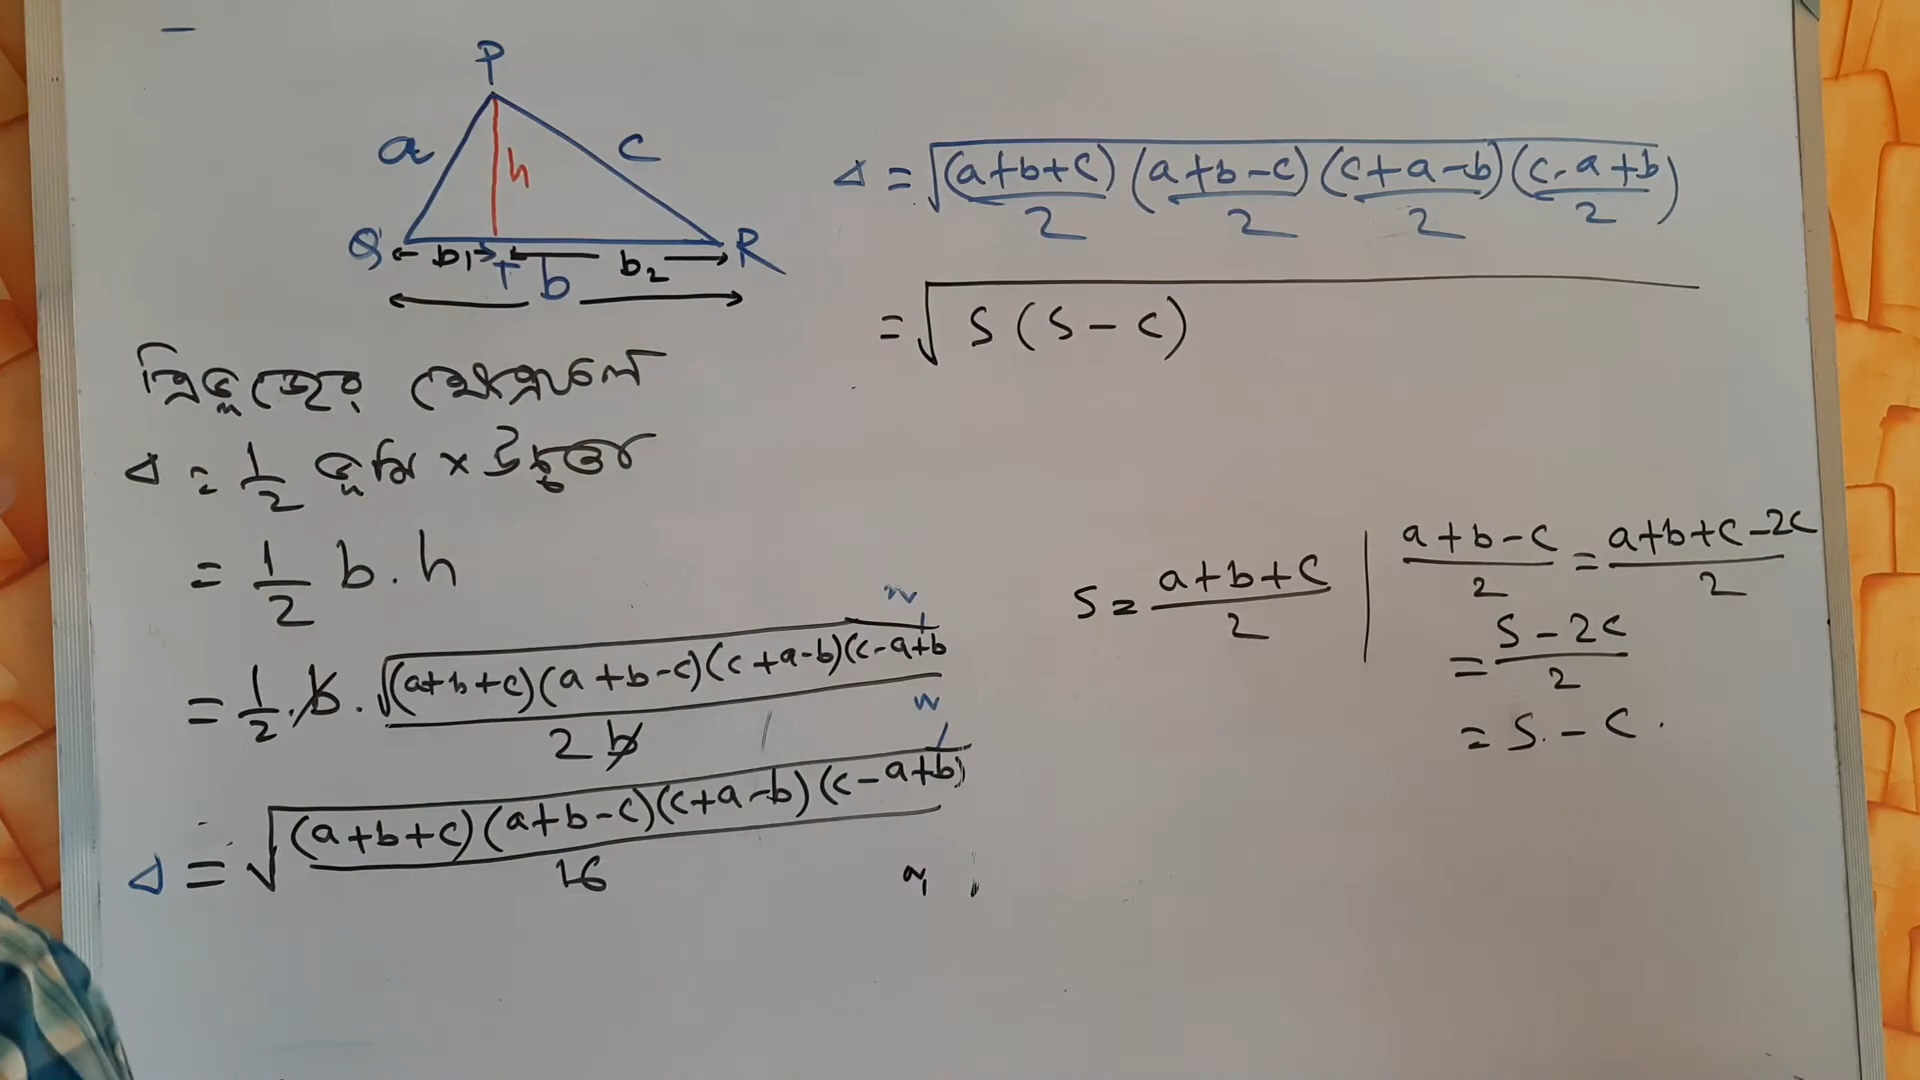 P
a h c
Q b₁ + b₂ R
b
ত্রিভুজের ক্ষেত্রফল
Δ = 1/2 ভূমি × উচ্চতা
= 1/2 b . h
= 1/2 . b . √(a+b+c)(a+b-c)(c+a-b)(c-a+b / 2b
Δ = √(a+b+c)(a+b-c)(c+a-b)(c-a+b) / 16
Δ = √(a+b+c)/2 (a+b-c)/2 (c+a-b)/2 (c-a+b)/2
= √S(S-c)
S = a+b+c / 2
a+b-c / 2 = a+b+c-2c / 2
= S-2c / 2
= S - c .